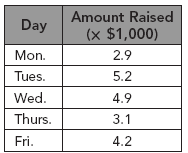 Day Amount Raised
(× $1,000)
Mon. 2.9
Tues. 5.2
Wed. 4.9
Thurs. 3.1
Fri. 4.2